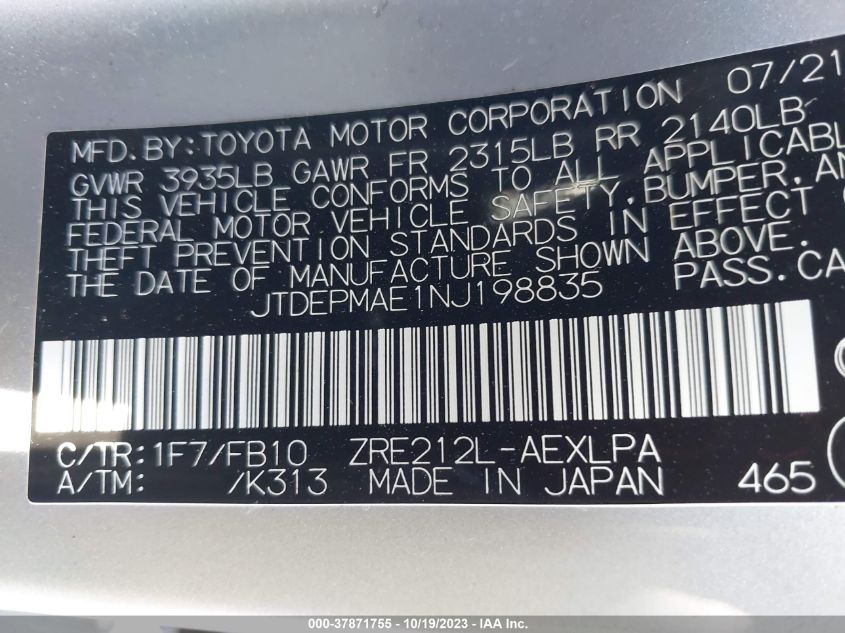 MFD. BY: TOYOTA MOTOR CORPORATION 07/21
GVWR 3935LB GAWR FR 2315LB RR 2140LB
THIS VEHICLE CONFORMS TO ALL APPLICABL
FEDERAL MOTOR VEHICLE SAFETY, BUMPER, AN
THEFT PREVENTION STANDARDS IN EFFECT
THE DATE OF MANUFACTURE SHOWN ABOVE.
JTDEPMAE1NJ198835 PASS. CA
C/TR: 1F7/FB10 ZRE212L-AEXLPA
A/TM: /K313 MADE IN JAPAN 465
000-37871755 - 10/19/2023 - IAA Inc.